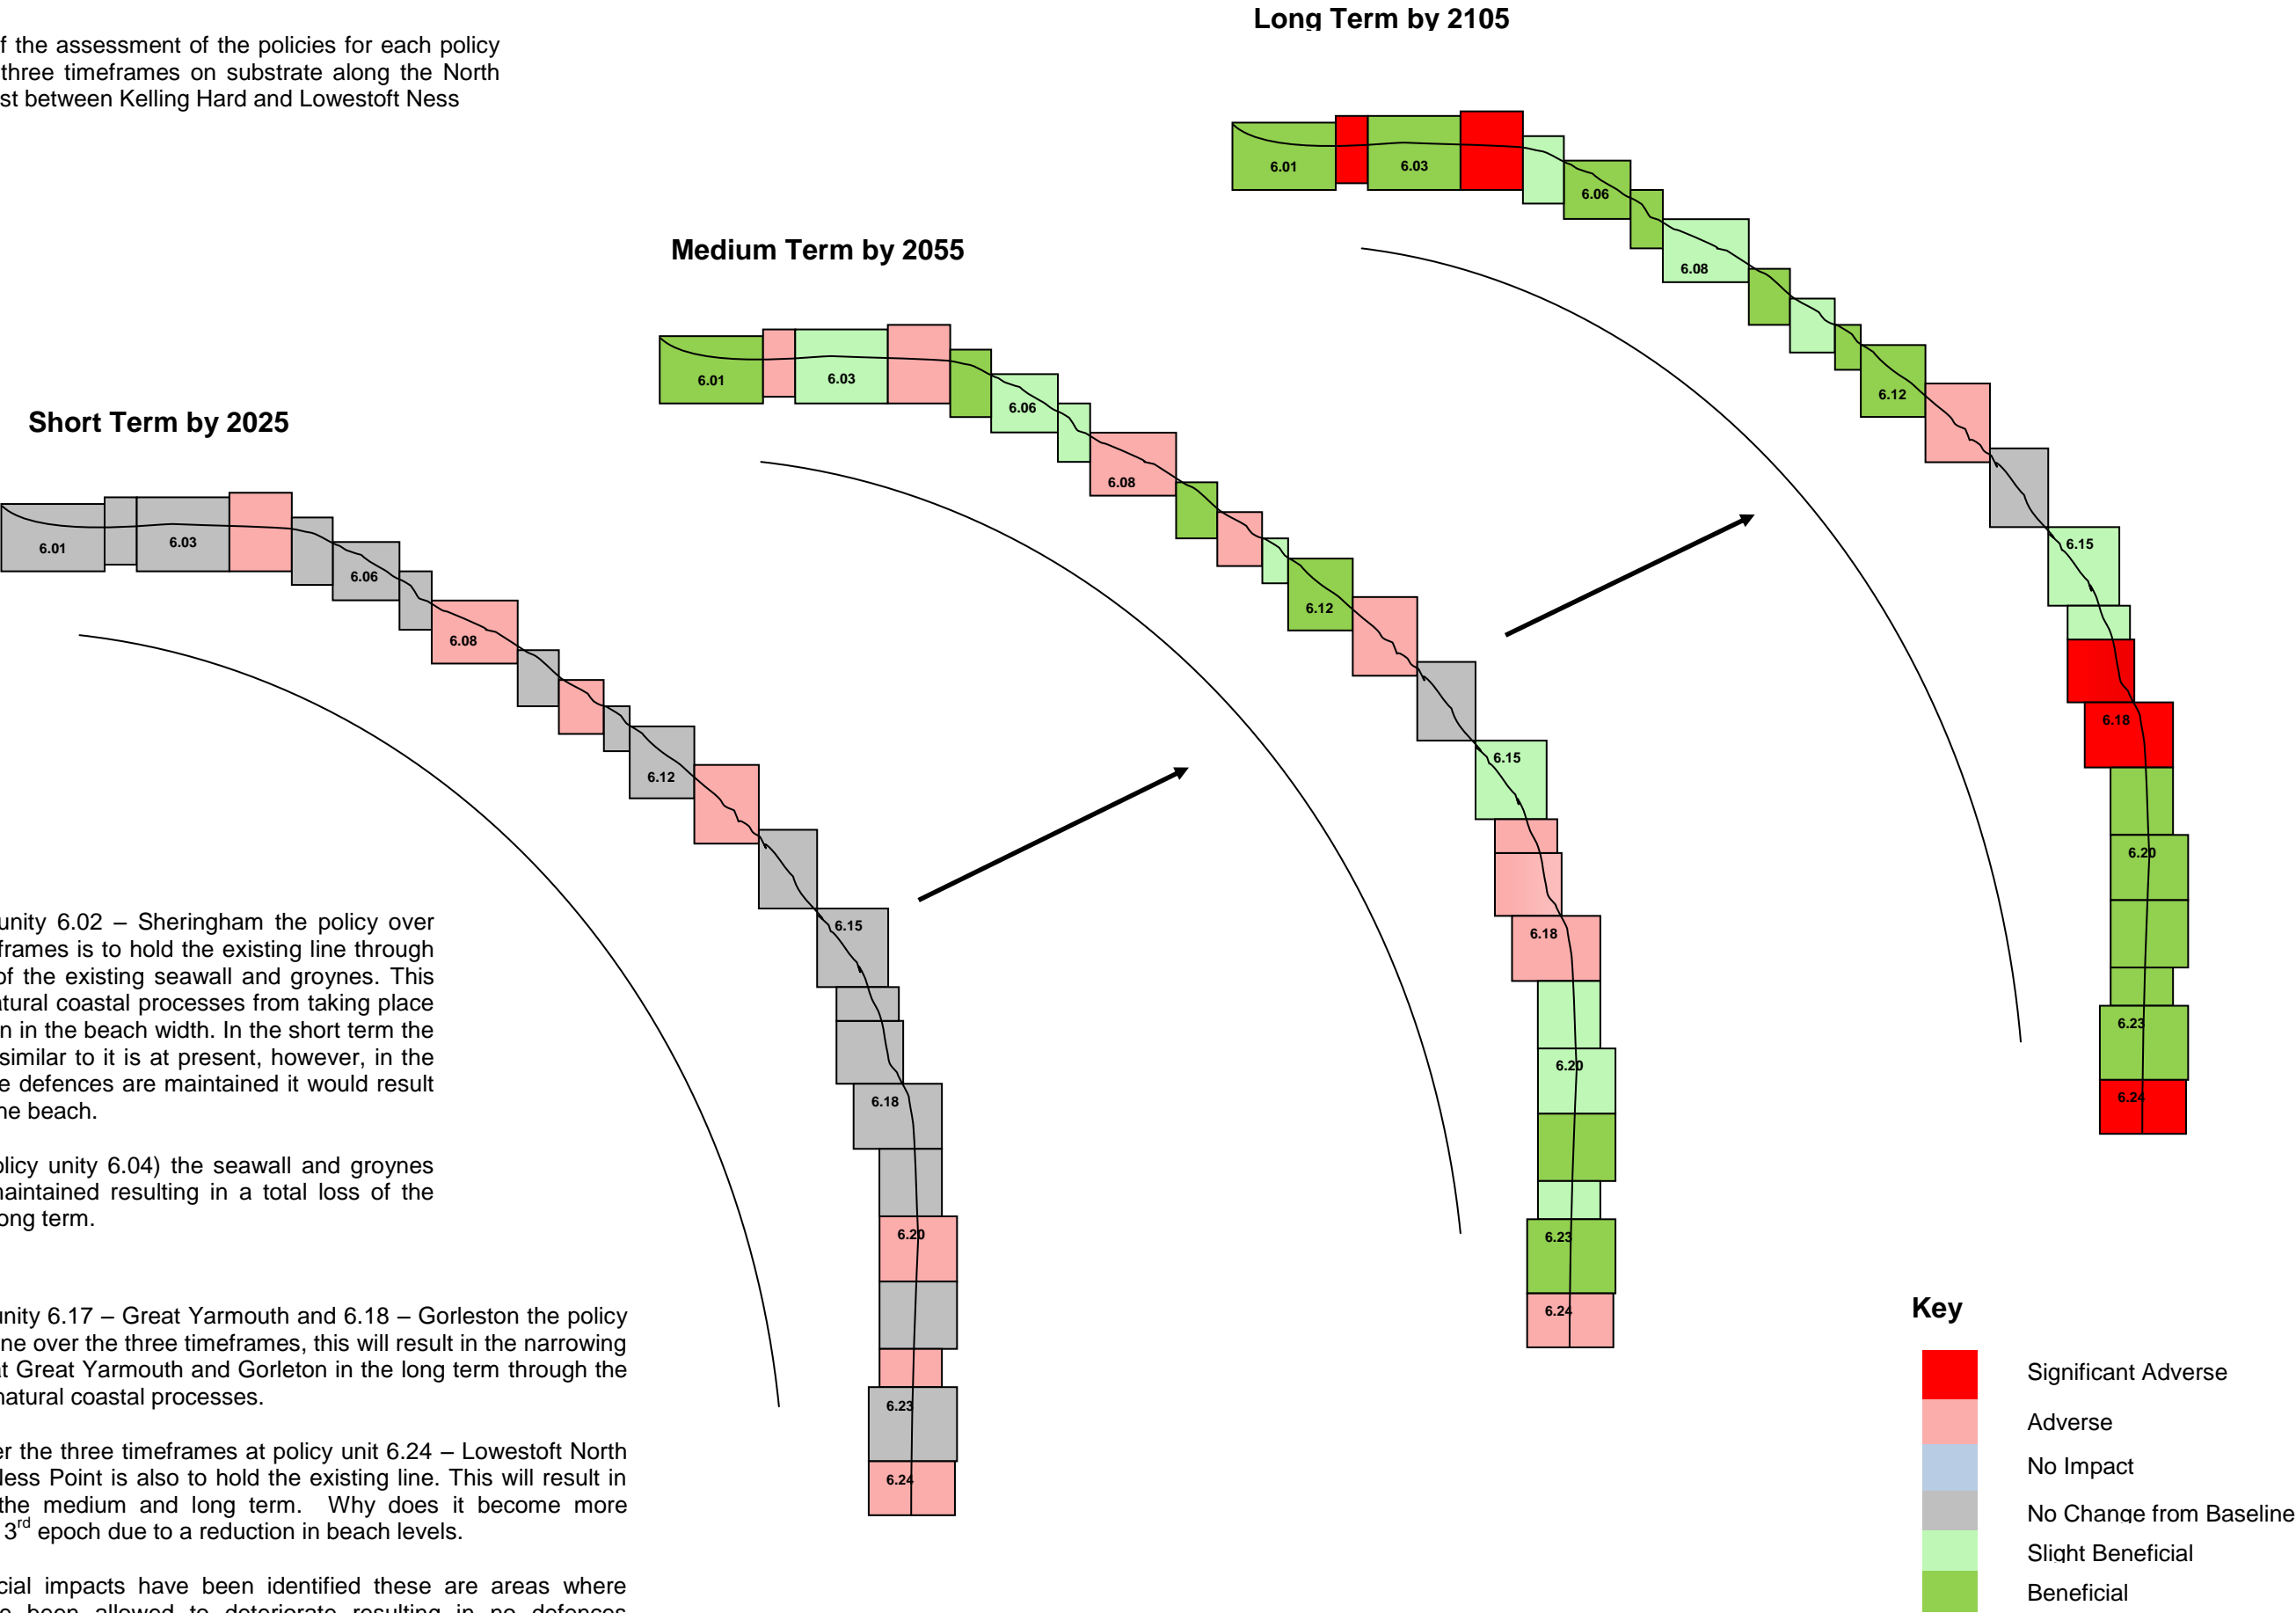 Long Term by 2105
f the assessment of the policies for each policy
three timeframes on substrate along the North
st between Kelling Hard and Lowestoft Ness
6.01
6.03
6.06
6.08
6.12
6.15
6.18
6.20
6.23
6.24
Medium Term by 2055
6.01
6.03
6.06
6.08
6.12
6.15
6.18
6.20
6.23
6.24
Short Term by 2025
6.01
6.03
6.06
6.08
6.12
6.15
6.18
6.20
6.23
6.24
unity 6.02 – Sheringham the policy over
frames is to hold the existing line through
of the existing seawall and groynes. This
atural coastal processes from taking place
n in the beach width. In the short term the
similar to it is at present, however, in the
e defences are maintained it would result
he beach.
olicy unity 6.04) the seawall and groynes
naintained resulting in a total loss of the
ong term.
unity 6.17 – Great Yarmouth and 6.18 – Gorleston the policy
ne over the three timeframes, this will result in the narrowing
at Great Yarmouth and Gorleton in the long term through the
natural coastal processes.
er the three timeframes at policy unit 6.24 – Lowestoft North
Ness Point is also to hold the existing line. This will result in
the medium and long term. Why does it become more
3rd epoch due to a reduction in beach levels.
cial impacts have been identified these are areas where
e been allowed to deteriorate resulting in no defences
Key
Significant Adverse
Adverse
No Impact
No Change from Baseline
Slight Beneficial
Beneficial